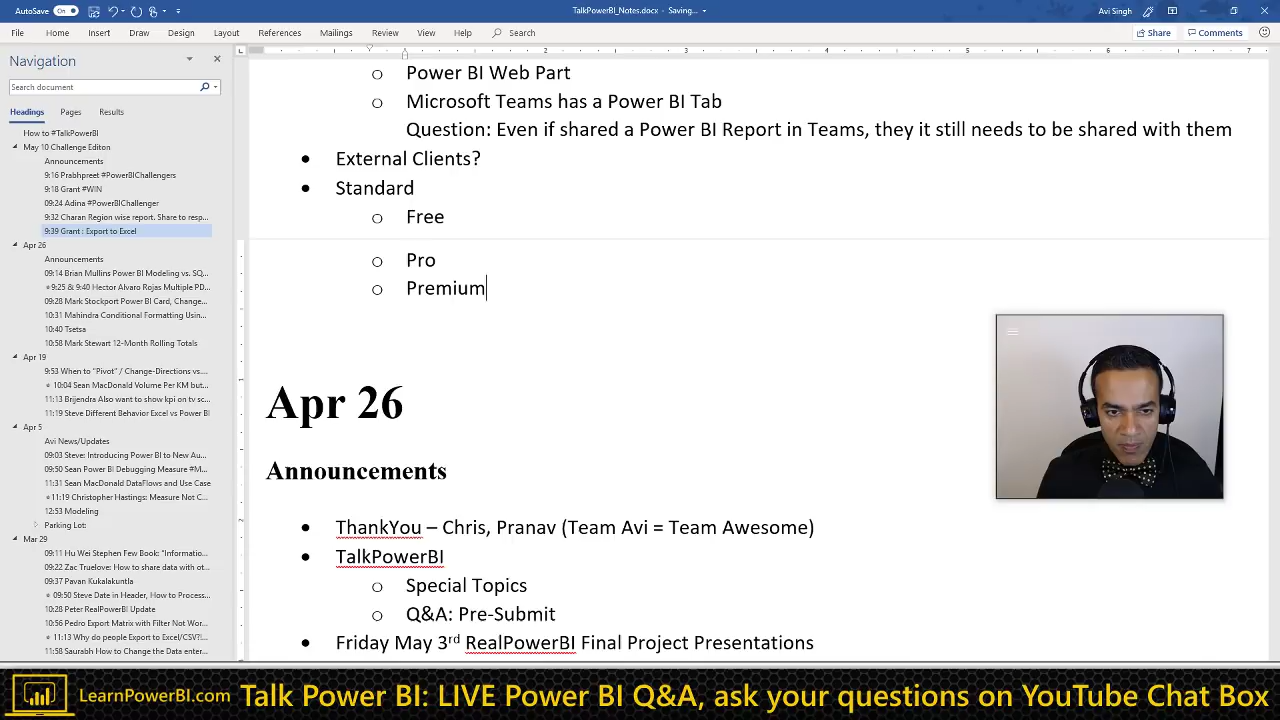 AutoSave On
TalkPowerBI_Notes.docx - Saving...
Avi Singh
File Home Insert Draw Design Layout References Mailings Review View Help Search Share Comments
Navigation
Search document
Headings Pages Results
How to #TalkPowerBI
May 10 Challenge Editon
Announcements
9:16 Prabhpreet #PowerBIChallengers
9:18 Grant #WIN
09:24 Adina #PowerBIChallenger
9:32 Charan Region wise report. Share to resp...
9:39 Grant : Export to Excel
Apr 26
Announcements
09:14 Brian Mullins Power BI Modeling vs. SQ...
*9:25 & 9:40 Hector Alvaro Rojas Multiple PD...
09:28 Mark Stockport Power BI Card, Change...
10:31 Mahindra Conditional Formatting Usin...
10:40 Tsetsa
10:58 Mark Stewart 12-Month Rolling Totals
Apr 19
9:53 When to "Pivot" / Change-Directions vs....
* 10:04 Sean MacDonald Volume Per KM but...
11:13 Brijendra Also want to show kpi on tv sc...
11:19 Steve Different Behavior Excel vs Power BI
Apr 5
Avi News/Updates
09:03 Steve: Introducing Power BI to New Au...
09:50 Sean Power BI Debugging Measure #M...
11:31 Sean MacDonald DataFlows and Use Case
*11:19 Christopher Hastings: Measure Not C...
12:53 Modeling
Parking Lot:
Mar 29
09:11 Hu Wei Stephen Few Book: "Informatio...
09:22 Zac Truelove: How to share data with ot...
09:37 Pavan Kukalakuntla
* 09:50 Steve Date in Header, How to Process...
10:28 Peter RealPowerBI Update
10:56 Pedro Export Matrix with Filter Not Wor...
* 11:13 Why do people Export to Excel/CSV?!...
11:58 Saurabh How to Change the Data enter...
1 2 3 4 5 6 7
o Power BI Web Part
o Microsoft Teams has a Power BI Tab
Question: Even if shared a Power BI Report in Teams, they it still needs to be shared with them
• External Clients?
• Standard
o Free
o Pro
o Premium
Apr 26
Announcements
• ThankYou – Chris, Pranav (Team Avi = Team Awesome)
• TalkPowerBI
o Special Topics
o Q&A: Pre-Submit
• Friday May 3rd RealPowerBI Final Project Presentations
LearnPowerBI.com Talk Power BI: LIVE Power BI Q&A, ask your questions on YouTube Chat Box